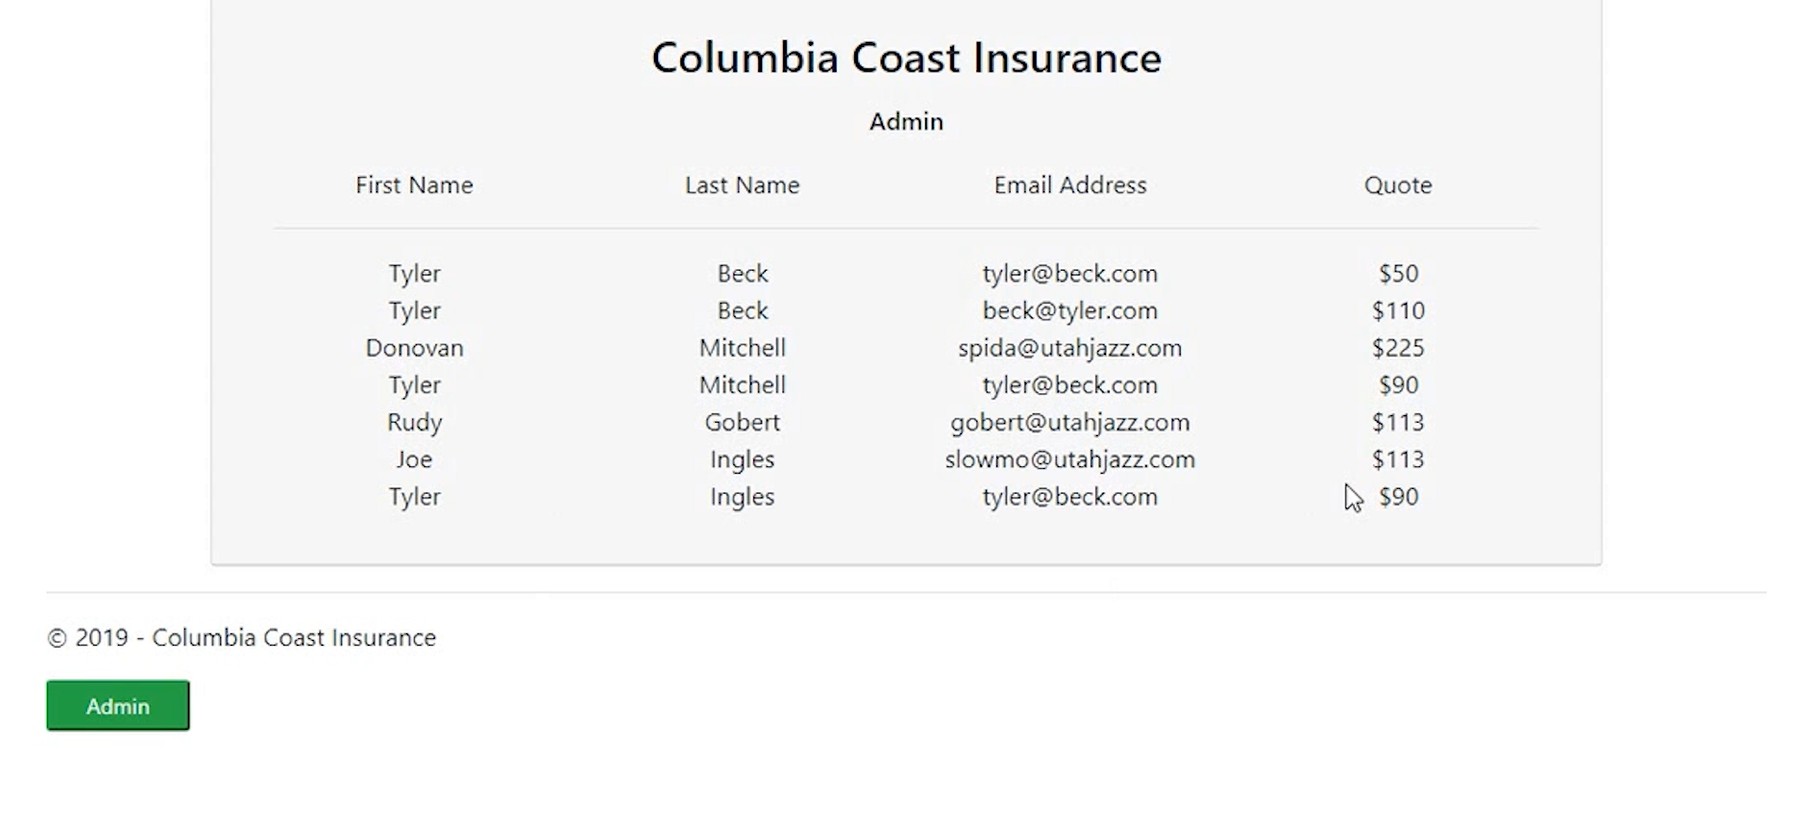 Columbia Coast Insurance
Admin
First Name Last Name Email Address Quote
Tyler Beck tyler@beck.com $50
Tyler Beck beck@tyler.com $110
Donovan Mitchell spida@utahjazz.com $225
Tyler Mitchell tyler@beck.com $90
Rudy Gobert gobert@utahjazz.com $113
Joe Ingles slowmo@utahjazz.com $113
Tyler Ingles tyler@beck.com $90
© 2019 - Columbia Coast Insurance
Admin